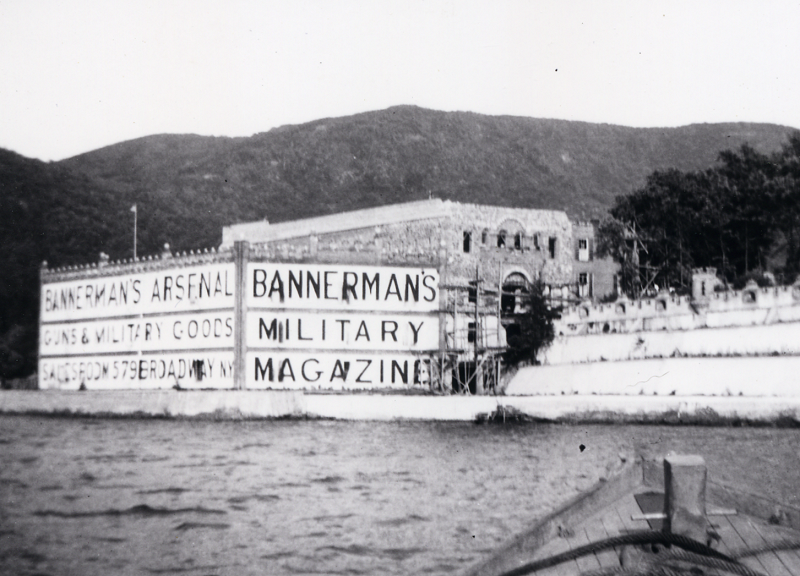 BANNERMAN'S ARSENAL
GUNS & MILITARY GOODS
SALESROOM 579 BROADWAY NY
BANNERMAN'S
MILITARY
MAGAZINE